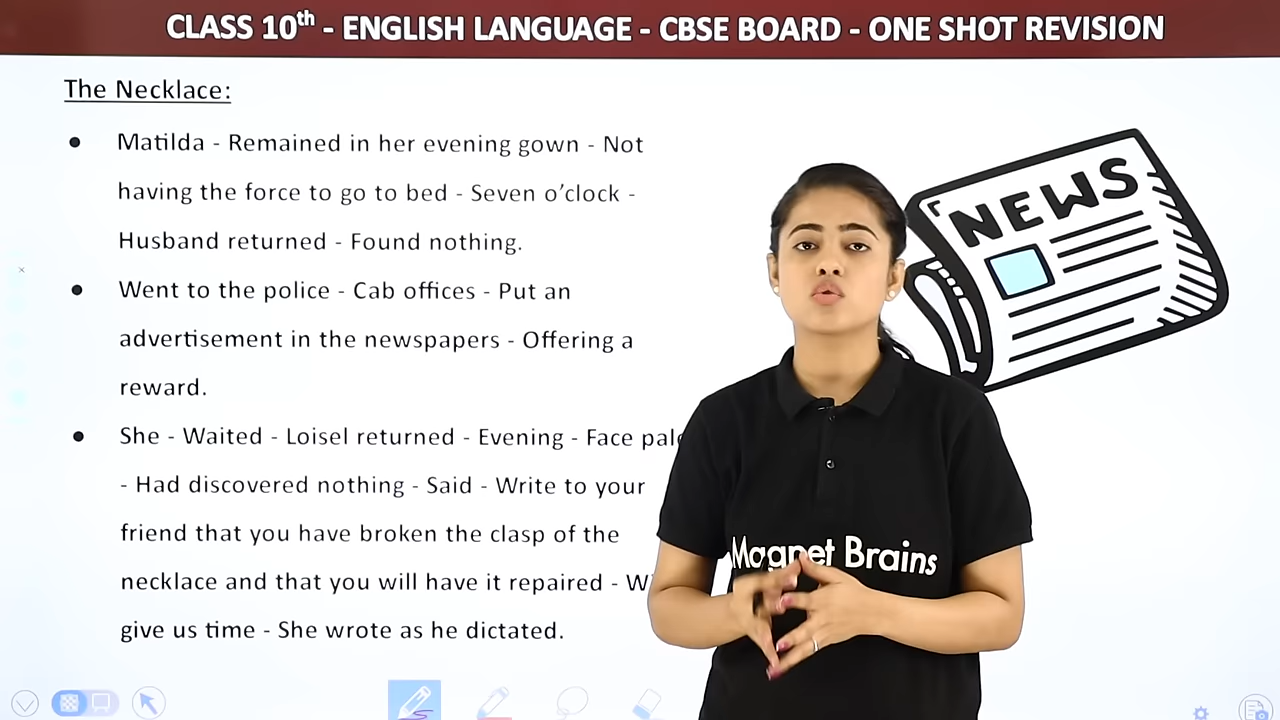 CLASS 10th - ENGLISH LANGUAGE - CBSE BOARD - ONE SHOT REVISION
The Necklace:
● Matilda - Remained in her evening gown - Not
having the force to go to bed - Seven o’clock -
Husband returned - Found nothing.
● Went to the police - Cab offices - Put an
advertisement in the newspapers - Offering a
reward.
● She - Waited - Loisel returned - Evening - Face
- Had discovered nothing - Said - Write to your
friend that you have broken the clasp of the
necklace and that you will have it repaired -
give us time - She wrote as he dictated.
NEWS
Magnet Brains